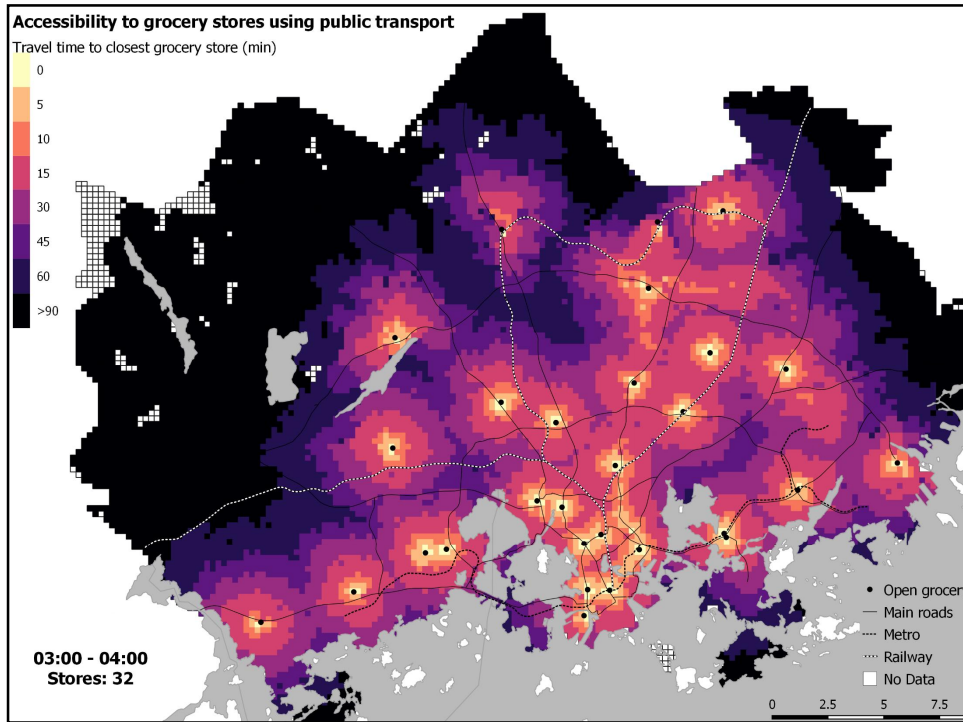 Accessibility to grocery stores using public transport
Travel time to closest grocery store (min)
0
5
10
15
30
45
60
>90
03:00 - 04:00
Stores: 32
Open grocer
Main roads
Metro
Railway
No Data
0 2.5 5 7.5